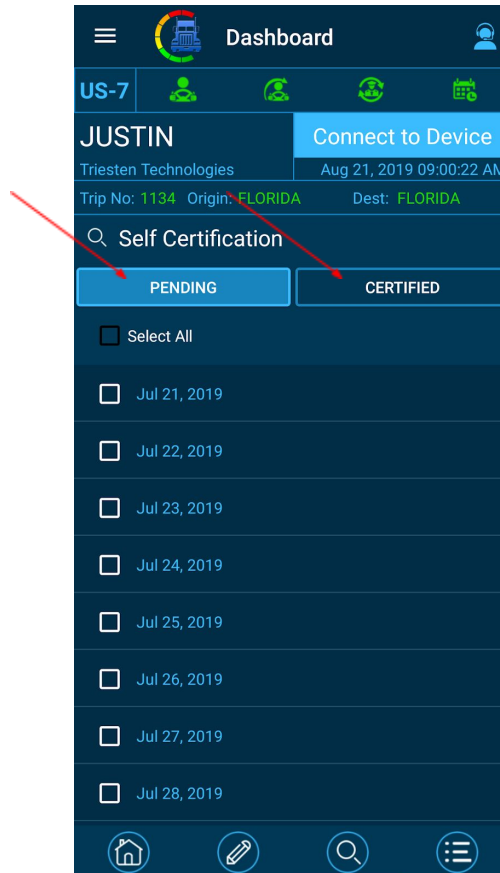 Dashboard
US-7
JUSTIN
Connect to Device
Triesten Technologies
Aug 21, 2019 09:00:22 AM
Trip No: 1134 Origin: FLORIDA Dest: FLORIDA
Self Certification
PENDING CERTIFIED
Select All
Jul 21, 2019
Jul 22, 2019
Jul 23, 2019
Jul 24, 2019
Jul 25, 2019
Jul 26, 2019
Jul 27, 2019
Jul 28, 2019